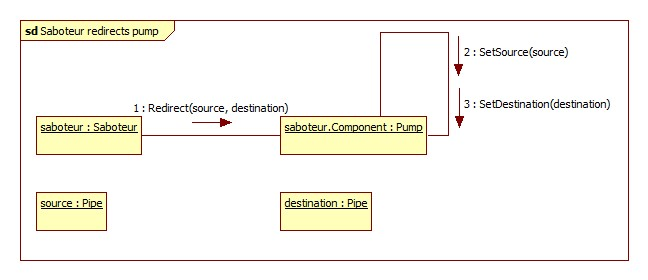 sd Saboteur redirects pump
2 : SetSource(source)
1 : Redirect(source, destination)
3 : SetDestination(destination)
saboteur : Saboteur
saboteur.Component : Pump
source : Pipe
destination : Pipe